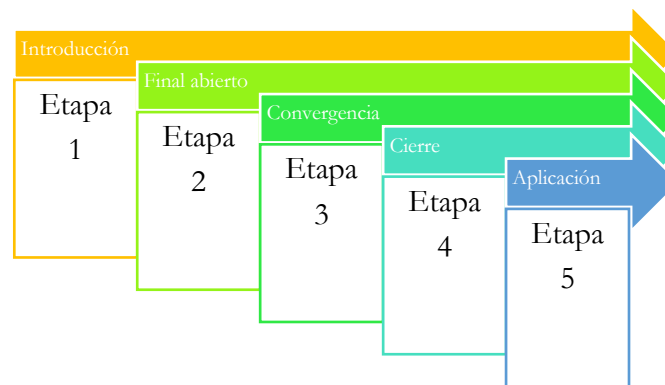 Introducción
Etapa
1
Final abierto
Etapa
2
Convergencia
Etapa
3
Cierre
Etapa
4
Aplicación
Etapa
5